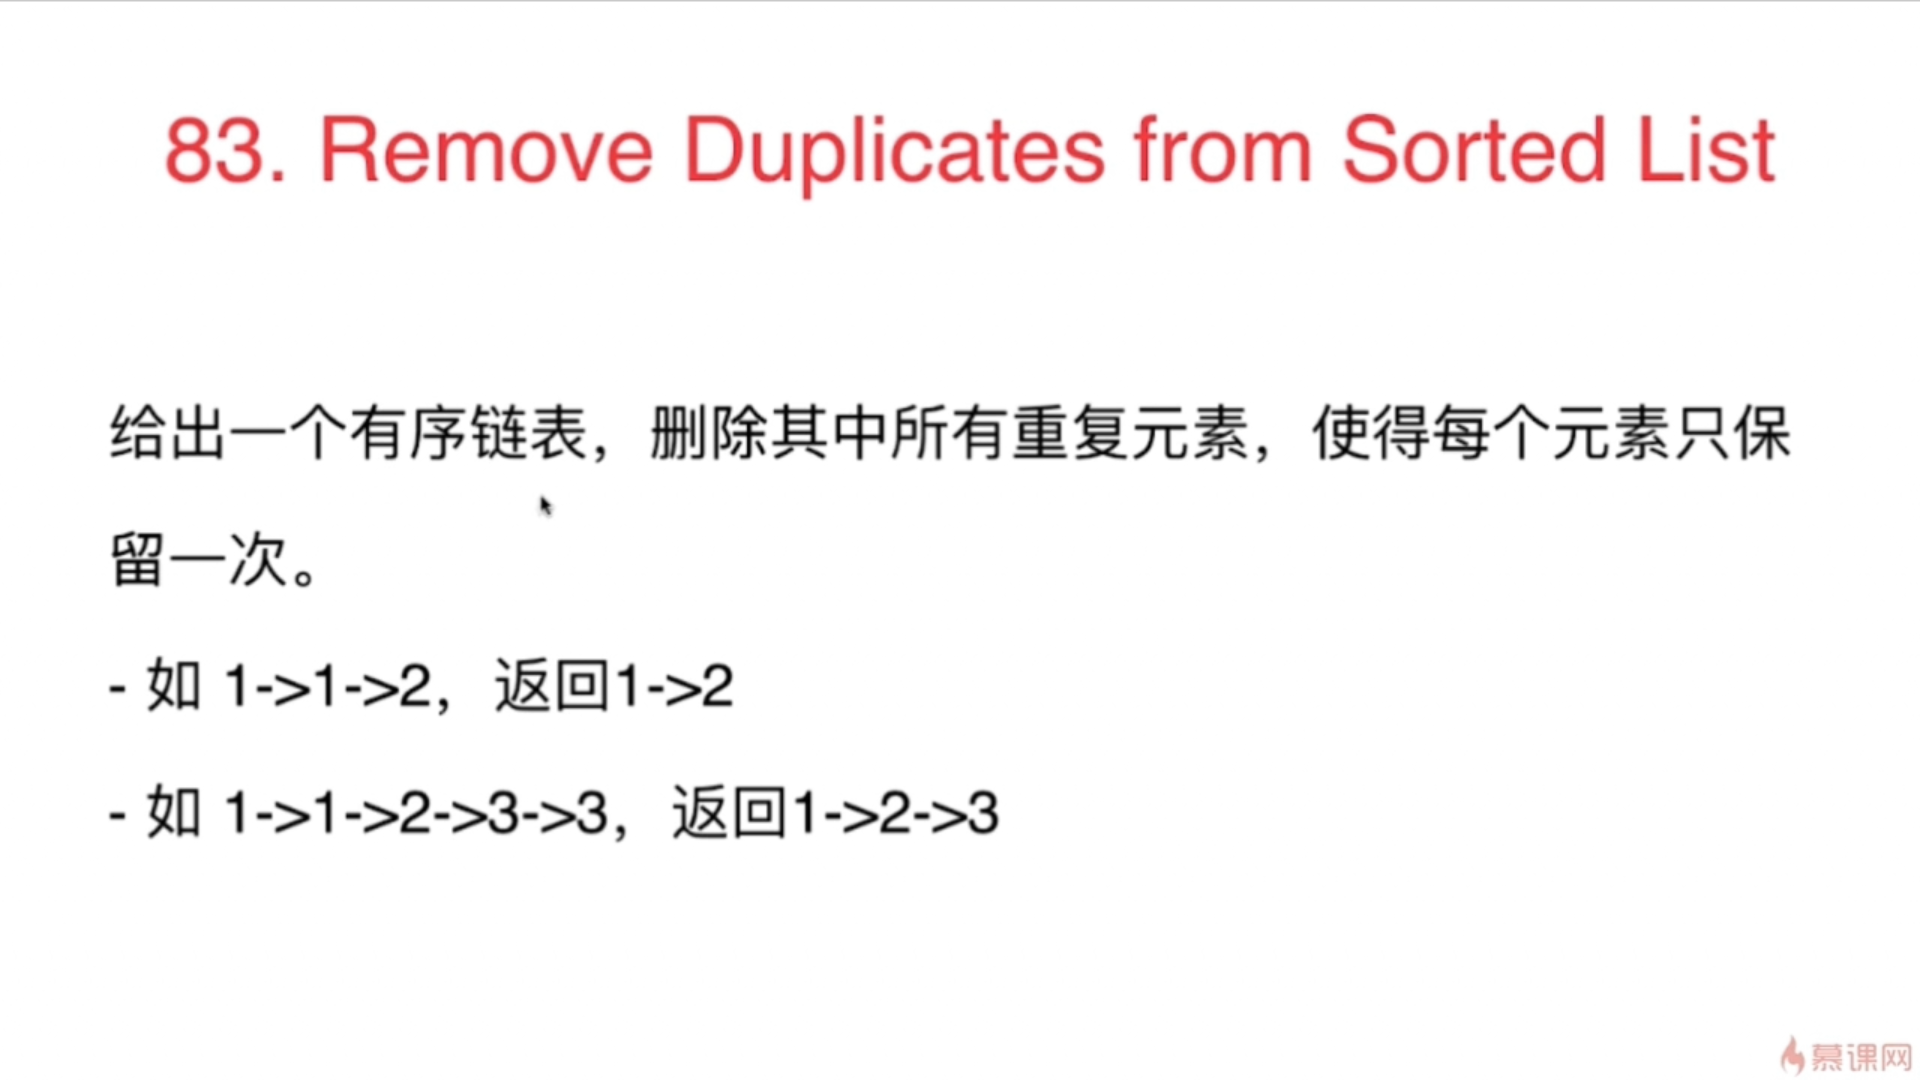 83. Remove Duplicates from Sorted List
给出一个有序链表，删除其中所有重复元素，使得每个元素只保
留一次。
- 如 1->1->2，返回1->2
- 如 1->1->2->3->3，返回1->2->3
慕课网